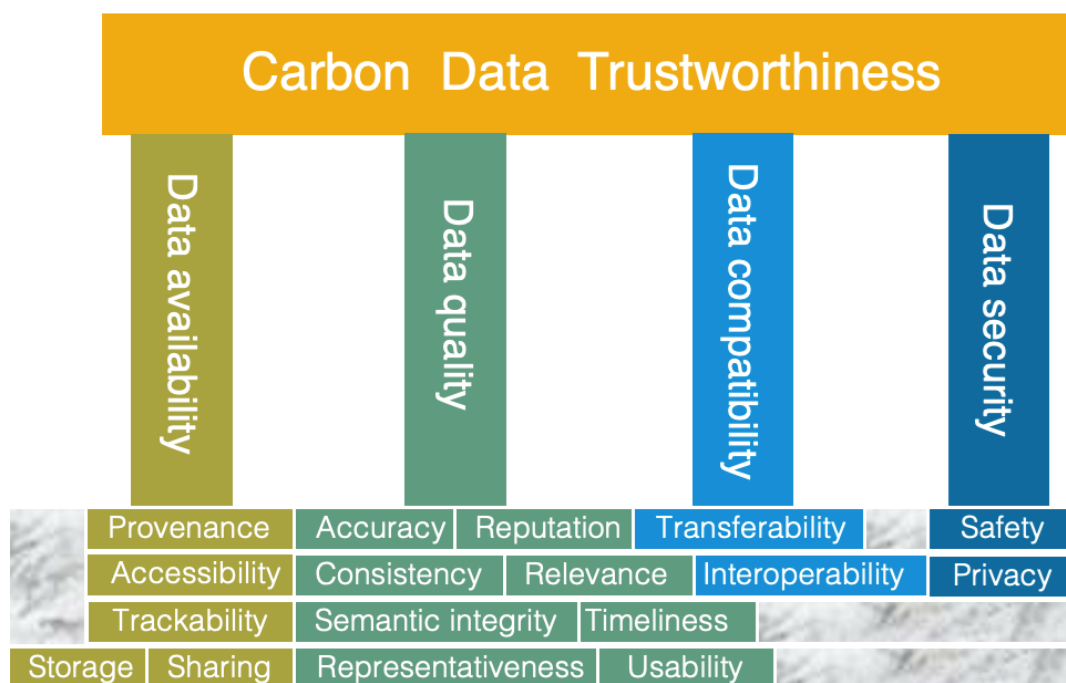 Carbon Data Trustworthiness
Data availability
Data quality
Data compatibility
Data security
Provenance
Accuracy
Reputation
Transferability
Safety
Accessibility
Consistency
Relevance
Interoperability
Privacy
Trackability
Semantic integrity
Timeliness
Storage
Sharing
Representativeness
Usability